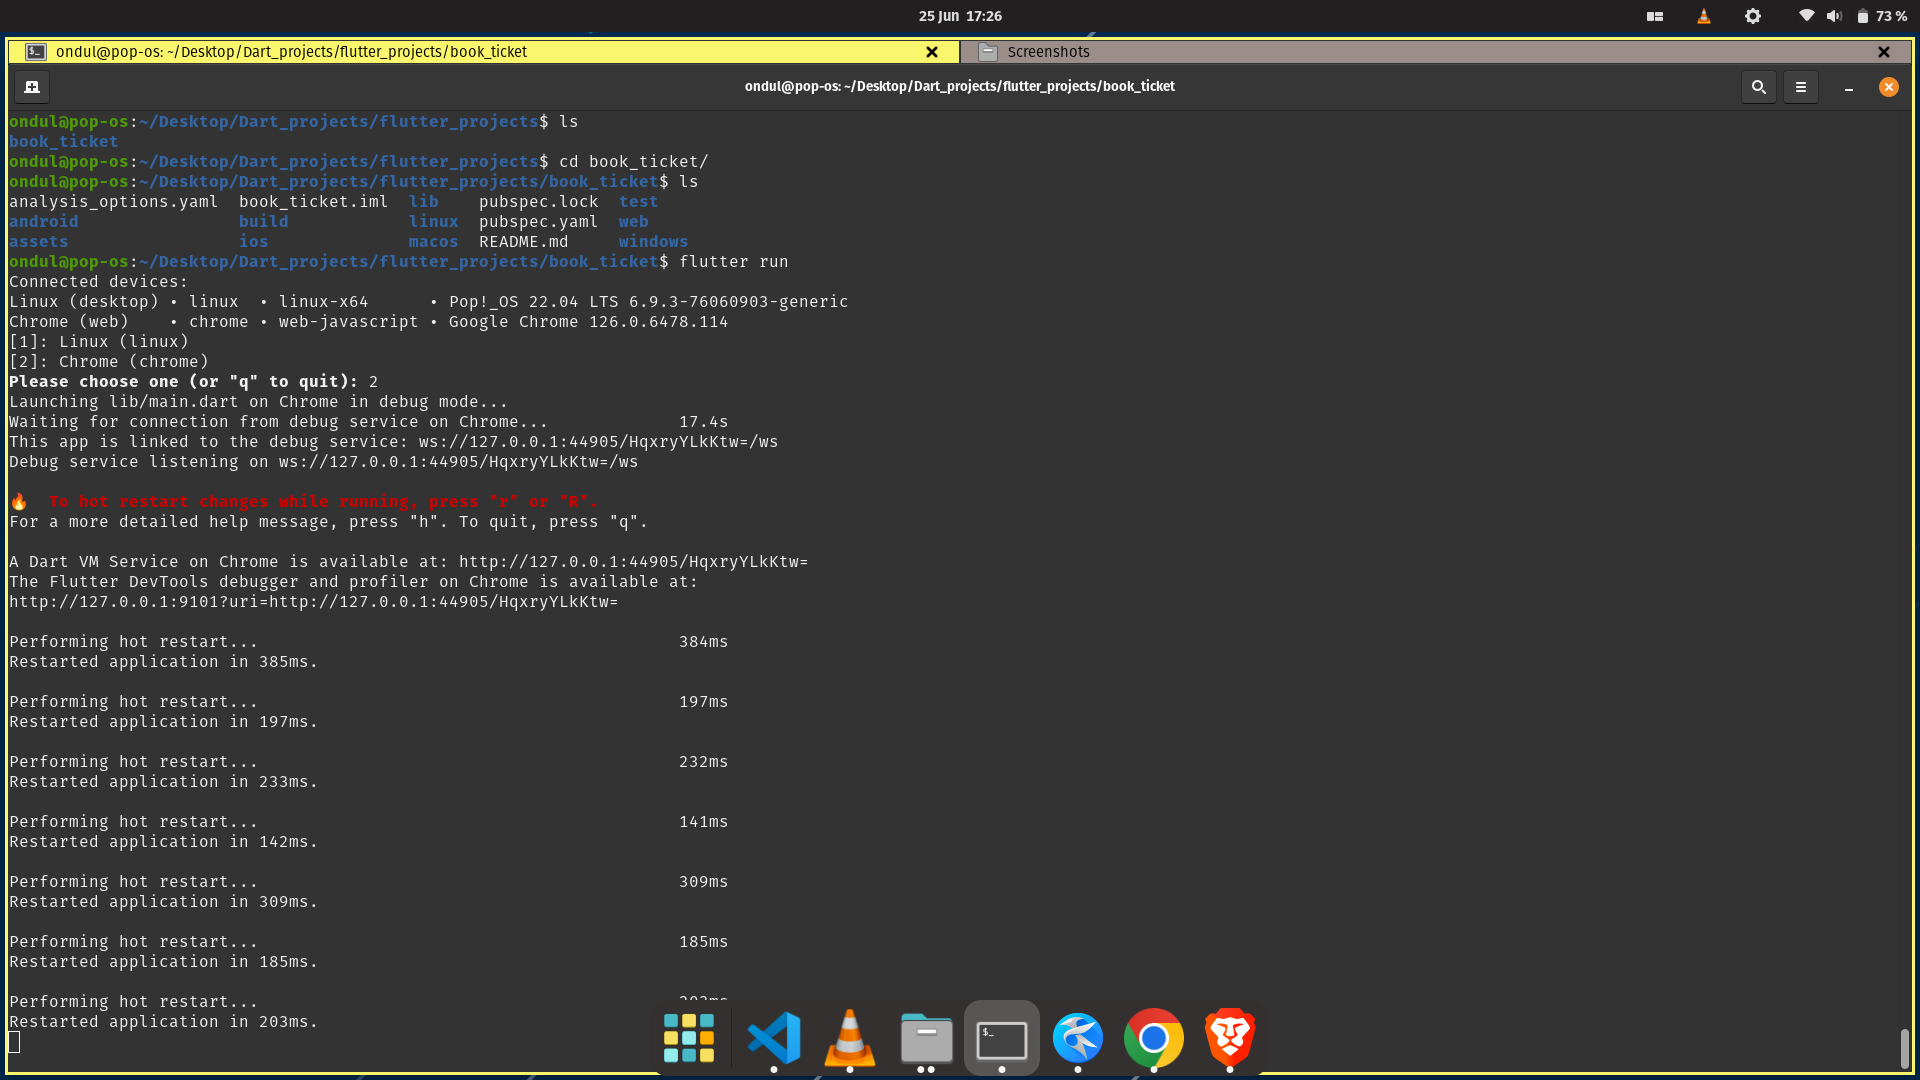 25 Jun 17:26
73 %
ondul@pop-os: ~/Desktop/Dart_projects/flutter_projects/book_ticket
Screenshots
ondul@pop-os: ~/Desktop/Dart_projects/flutter_projects/book_ticket
ondul@pop-os:~/Desktop/Dart_projects/flutter_projects$ ls
book_ticket
ondul@pop-os:~/Desktop/Dart_projects/flutter_projects$ cd book_ticket/
ondul@pop-os:~/Desktop/Dart_projects/flutter_projects/book_ticket$ ls
analysis_options.yaml  book_ticket.iml  lib    pubspec.lock  test
android                build            linux  pubspec.yaml  web
assets                 ios              macos  README.md     windows
ondul@pop-os:~/Desktop/Dart_projects/flutter_projects/book_ticket$ flutter run
Connected devices:
Linux (desktop) • linux  • linux-x64      • Pop!_OS 22.04 LTS 6.9.3-76060903-generic
Chrome (web)    • chrome • web-javascript • Google Chrome 126.0.6478.114
[1]: Linux (linux)
[2]: Chrome (chrome)
Please choose one (or "q" to quit): 2
Launching lib/main.dart on Chrome in debug mode...
Waiting for connection from debug service on Chrome...             17.4s
This app is linked to the debug service: ws://127.0.0.1:44905/HqxryYLkKtw=/ws
Debug service listening on ws://127.0.0.1:44905/HqxryYLkKtw=/ws
🔥  To hot restart changes while running, press "r" or "R".
For a more detailed help message, press "h". To quit, press "q".
A Dart VM Service on Chrome is available at: http://127.0.0.1:44905/HqxryYLkKtw=
The Flutter DevTools debugger and profiler on Chrome is available at:
http://127.0.0.1:9101?uri=http://127.0.0.1:44905/HqxryYLkKtw=
Performing hot restart...                                          384ms
Restarted application in 385ms.
Performing hot restart...                                          197ms
Restarted application in 197ms.
Performing hot restart...                                          232ms
Restarted application in 233ms.
Performing hot restart...                                          141ms
Restarted application in 142ms.
Performing hot restart...                                          309ms
Restarted application in 309ms.
Performing hot restart...                                          185ms
Restarted application in 185ms.
Performing hot restart...
Restarted application in 203ms.